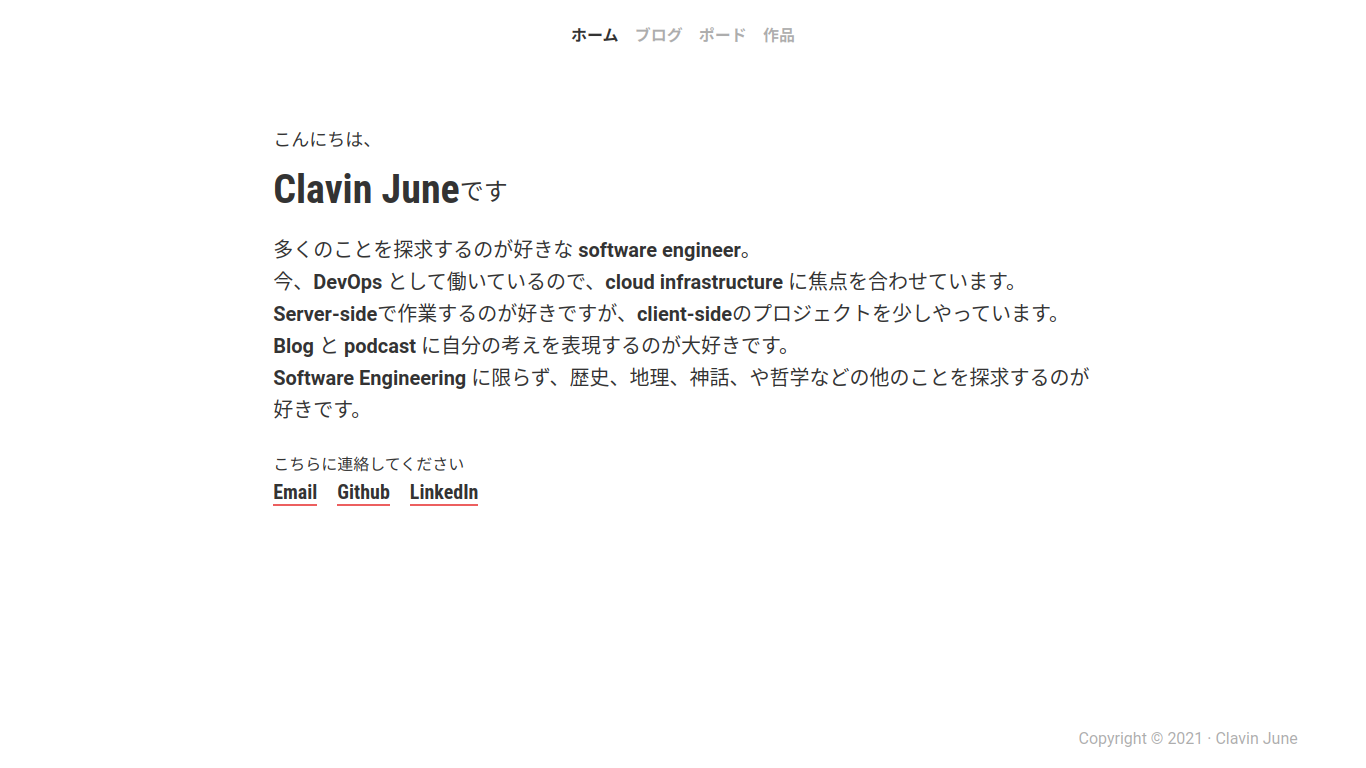 ホーム ブログ ポード 作品
こんにちは、
Clavin Juneです
多くのことを探求するのが好きな software engineer。
今、DevOps として働いているので、cloud infrastructure に焦点を合わせています。
Server-sideで作業するのが好きですが、client-sideのプロジェクトを少しやっています。
Blog と podcast に自分の考えを表現するのが大好きです。
Software Engineering に限らず、歴史、地理、神話、や哲学などの他のことを探求するのが
好きです。
こちらに連絡してください
Email Github LinkedIn
Copyright © 2021 · Clavin June